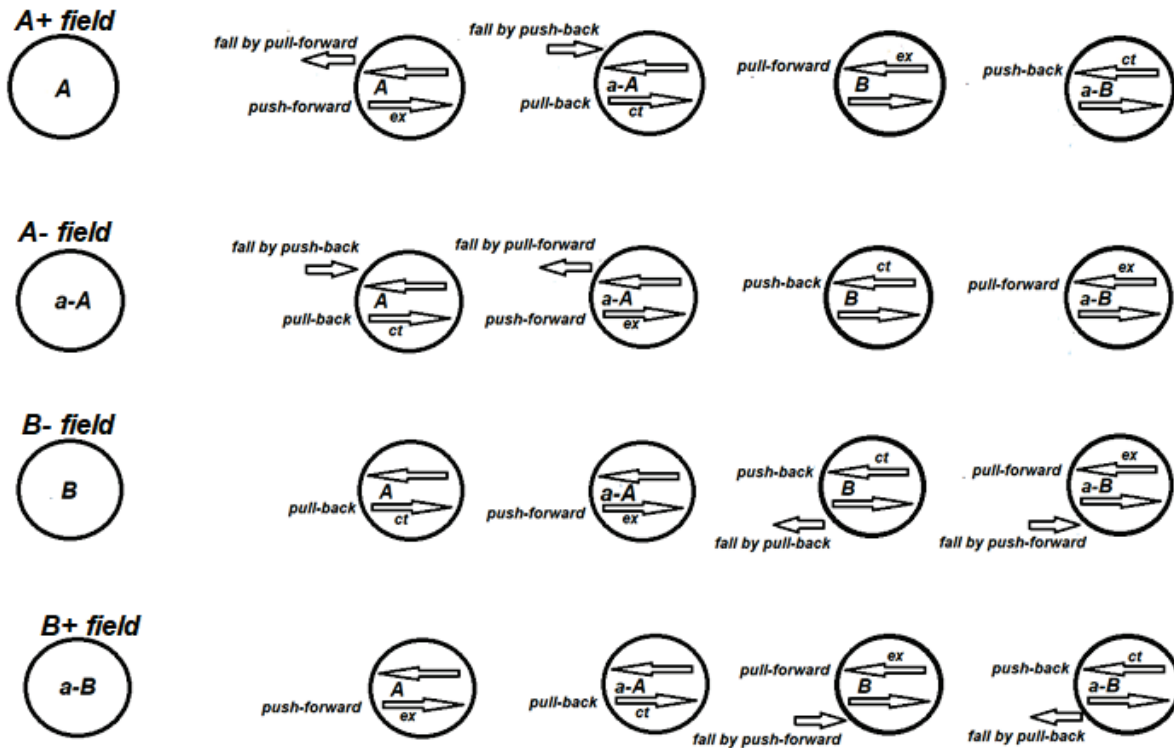 A+ field
A
fall by pull-forward
push-forward
A
ex
fall by push-back
pull-back
a-A
ct
pull-forward
ex
B
push-back
ct
a-B
A- field
a-A
fall by push-back
pull-back
A
ct
fall by pull-forward
push-forward
a-A
ex
push-back
ct
B
pull-forward
ex
a-B
B- field
B
pull-back
A
ct
push-forward
a-A
ex
push-back
ct
B
fall by pull-back
pull-forward
ex
a-B
fall by push-forward
B+ field
a-B
push-forward
A
ex
pull-back
a-A
ct
pull-forward
ex
B
fall by push-forward
push-back
ct
a-B
fall by pull-back